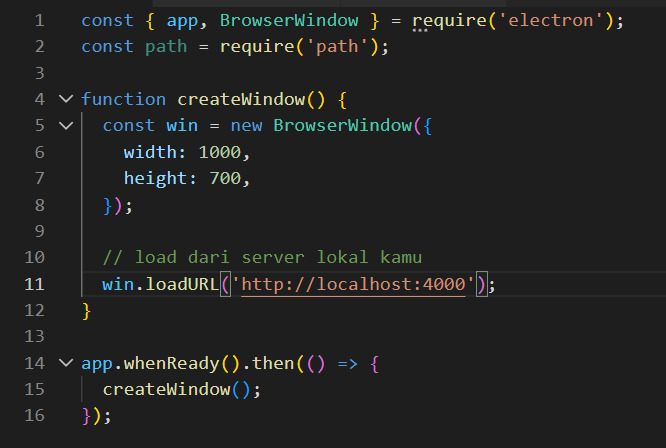 1 const { app, BrowserWindow } = require('electron');
2 const path = require('path');
3
4 function createWindow() {
5   const win = new BrowserWindow({
6     width: 1000,
7     height: 700,
8   });
9
10   // load dari server lokal kamu
11   win.loadURL('http://localhost:4000');
12 }
13
14 app.whenReady().then(() => {
15   createWindow();
16 });